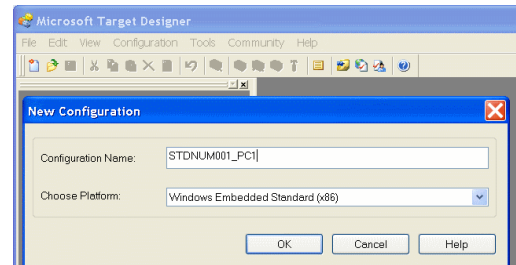 Microsoft Target Designer
File Edit View Configuration Tools Community Help
New Configuration
Configuration Name: STDNUM001_PC1
Choose Platform: Windows Embedded Standard (x86)
OK Cancel Help